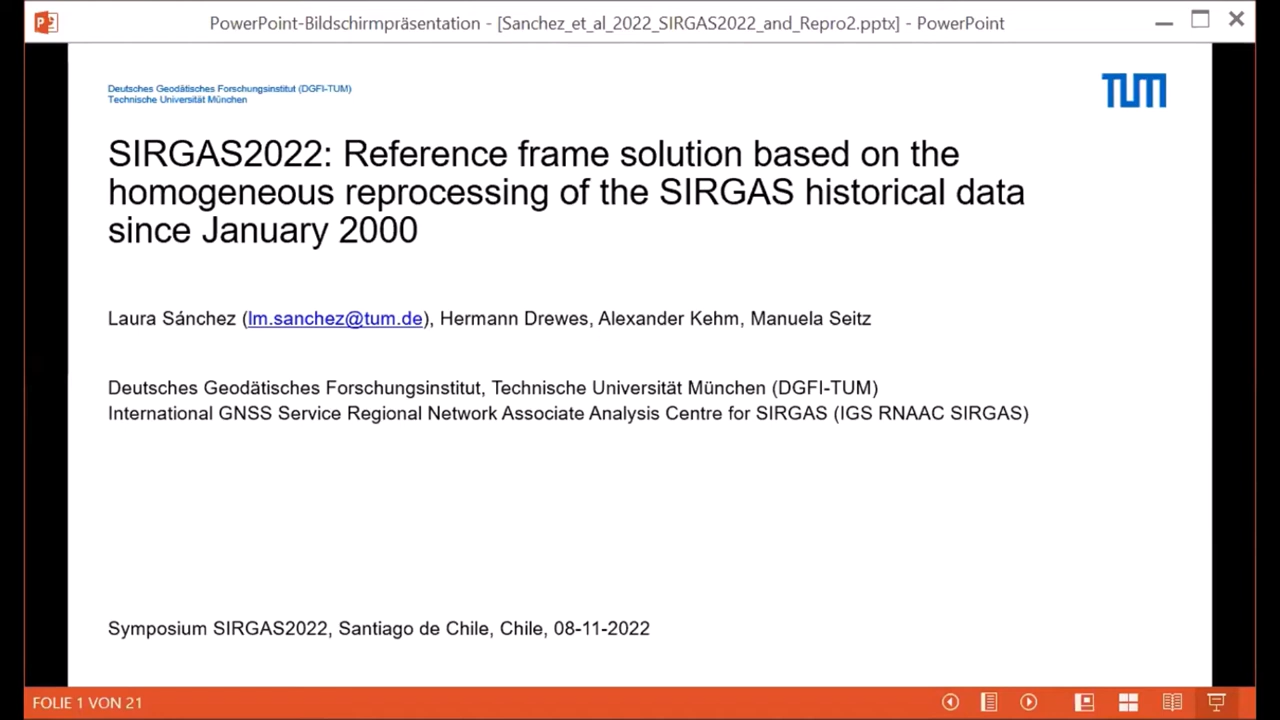 PowerPoint-Bildschirmpräsentation - [Sanchez_et_al_2022_SIRGAS2022_and_Repro2.pptx] - PowerPoint
Deutsches Geodätisches Forschungsinstitut (DGFI-TUM)
Technische Universität München
TUM
SIRGAS2022: Reference frame solution based on the
homogeneous reprocessing of the SIRGAS historical data
since January 2000
Laura Sánchez (lm.sanchez@tum.de), Hermann Drewes, Alexander Kehm, Manuela Seitz
Deutsches Geodätisches Forschungsinstitut, Technische Universität München (DGFI-TUM)
International GNSS Service Regional Network Associate Analysis Centre for SIRGAS (IGS RNAAC SIRGAS)
Symposium SIRGAS2022, Santiago de Chile, Chile, 08-11-2022
FOLIE 1 VON 21